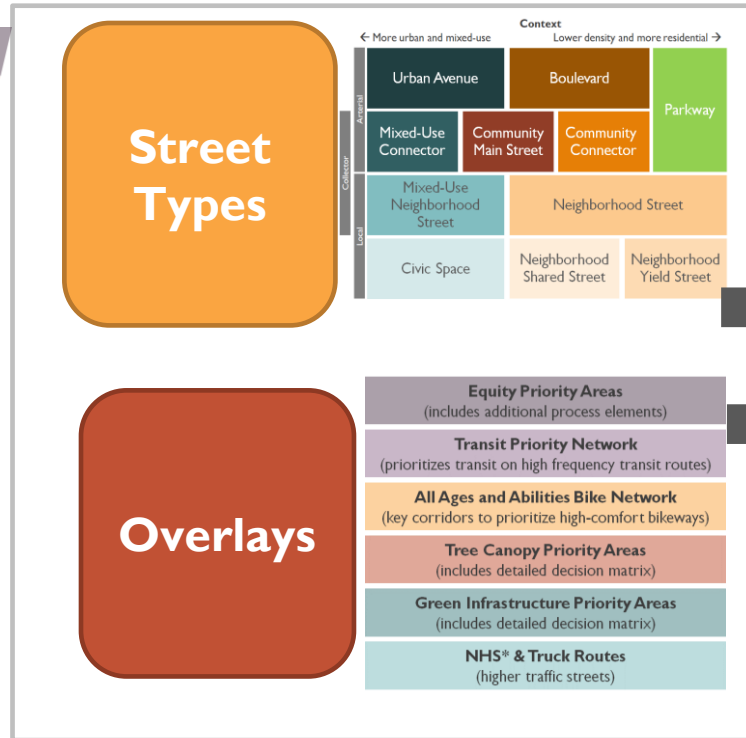 Context
← More urban and mixed-use Lower density and more residential →
Street
Types
Arterial
Collector
Local
Urban Avenue
Boulevard
Parkway
Mixed-Use
Connector
Community
Main Street
Community
Connector
Mixed-Use
Neighborhood
Street
Neighborhood Street
Civic Space
Neighborhood
Shared Street
Neighborhood
Yield Street
Overlays
Equity Priority Areas
(includes additional process elements)
Transit Priority Network
(prioritizes transit on high frequency transit routes)
All Ages and Abilities Bike Network
(key corridors to prioritize high-comfort bikeways)
Tree Canopy Priority Areas
(includes detailed decision matrix)
Green Infrastructure Priority Areas
(includes detailed decision matrix)
NHS* & Truck Routes
(higher traffic streets)